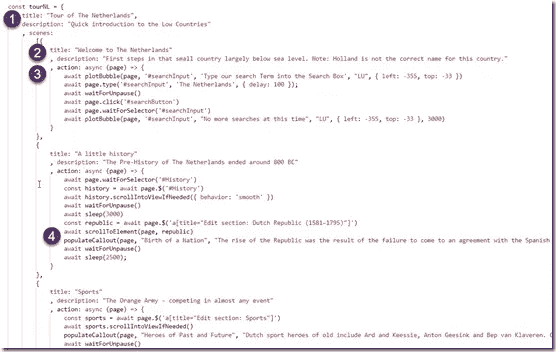 const tourNL = {
1 title: "Tour of The Netherlands",
description: "Quick introduction to the Low Countries"
, scenes:
[{
2 title: "Welcome to The Netherlands"
, description: "First steps in that small country largely below sea level. Note: Holland is not the correct name for this country."
3 , action: async (page) => {
await plotBubble(page, '#searchInput', 'Type our search Term into the Search Box', "LU", { left: -355, top: -33 })
await page.type('#searchInput', 'The Netherlands', { delay: 100 });
await waitForUnpause()
await page.click("#searchButton")
await page.waitForSelector('#searchInput')
await plotBubble(page, '#searchInput', "No more searches at this time", "LU", { left: -355, top: -33 }, 3000)
}
},
{
title: "A little history"
, description: "The Pre-History of The Netherlands ended around 800 BC"
, action: async (page) => {
await page.waitForSelector('#History')
const history = await page.$('#History')
await history.scrollIntoViewIfNeeded({ behavior: 'smooth' })
await waitForUnpause()
await sleep(3000)
const republic = await page.$('a[title="Edit section: Dutch Republic (1581–1795)"]')
await scrollToElement(page, republic)
4 populateCallout(page, "Birth of a Nation", "The rise of the Republic was the result of the failure to come to an agreement with the Spanish
await waitForUnpause()
await sleep(2500);
}
},
{
title: "Sports"
, description: "The Orange Army - competing in almost any event"
, action: async (page) => {
const sports = await page.$('a[title="Edit section: Sports"]')
await sports.scrollIntoViewIfNeeded()
populateCallout(page, "Heroes of Past and Future", "Dutch sport heroes of old include Ard and Keessie, Anton Geesink and Bep van Klaveren.
await waitForUnpause()